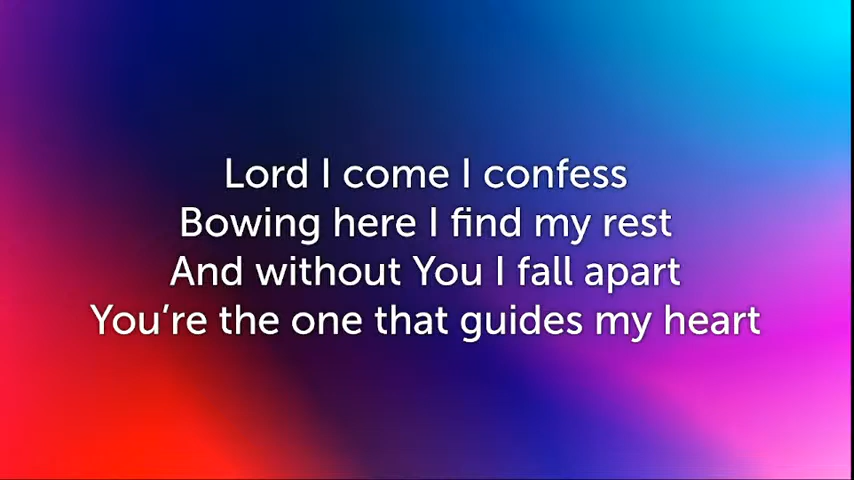 Lord I come I confess
Bowing here I find my rest
And without You I fall apart
You’re the one that guides my heart